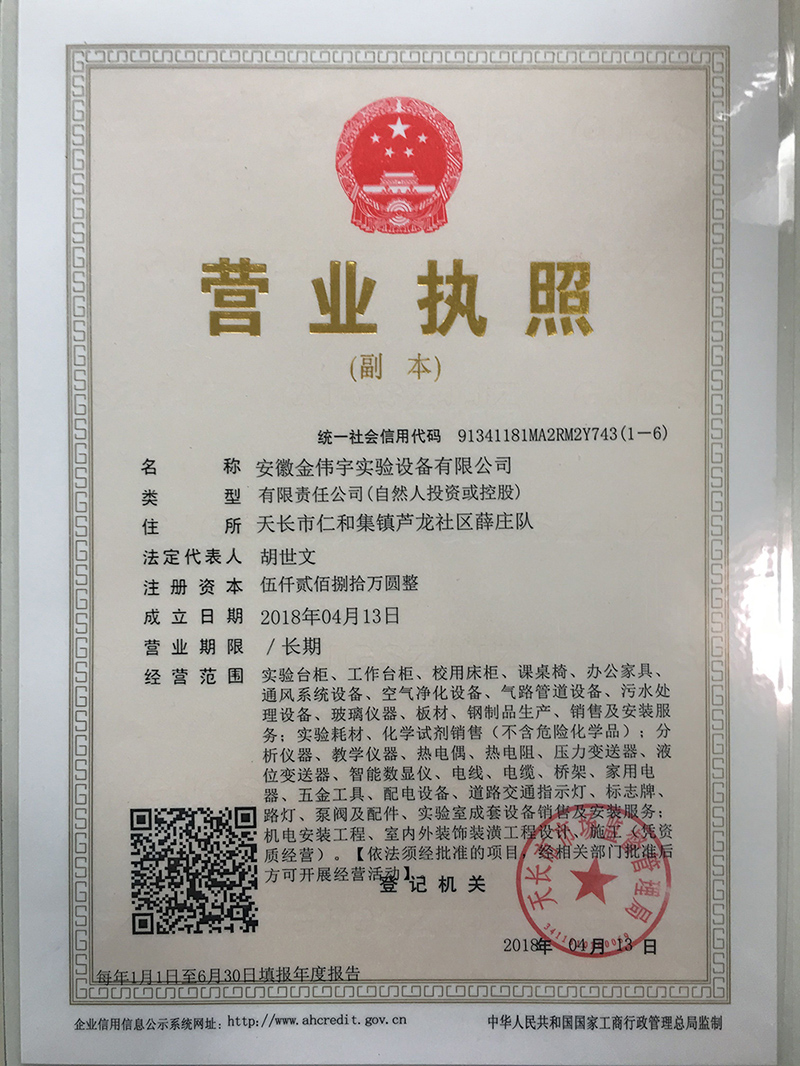 营业执照
(副 本)
统一社会信用代码 91341181MA2RM2Y743(1-6)
名 称 安徽金伟宇实验设备有限公司
类 型 有限责任公司(自然人投资或控股)
住 所 天长市仁和集镇芦龙社区薛庄队
法定代表人 胡世文
注册资本 伍仟贰佰捌拾万圆整
成立日期 2018年04月13日
营业期限 / 长期
经营范围 实验台柜、工作台柜、校用床柜、课桌椅、办公家具、
通风系统设备、空气净化设备、气路管道设备、污水处
理设备、玻璃仪器、板材、钢制品生产、销售及安装服
务；实验耗材、化学试剂销售（不含危险化学品）；分
析仪器、教学仪器、热电偶、热电阻、压力变送器、液
位变送器、智能数显仪、电线、电缆、桥架、家用电
器、五金工具、配电设备、道路交通指示灯、标志牌、
路灯、泵阀及配件、实验室成套设备销售及安装服务；
机电安装工程、室内外装饰装潢工程设计、施工（凭资
质经营）。【依法须经批准的项目，经相关部门批准后
方可开展经营活动】
登记机关
天长市市场监督管理局
2018年 04月 13日
每年1月1日至6月30日填报年度报告
企业信用信息公示系统网址：http://www.ahcredit.gov.cn
中华人民共和国国家工商行政管理总局监制